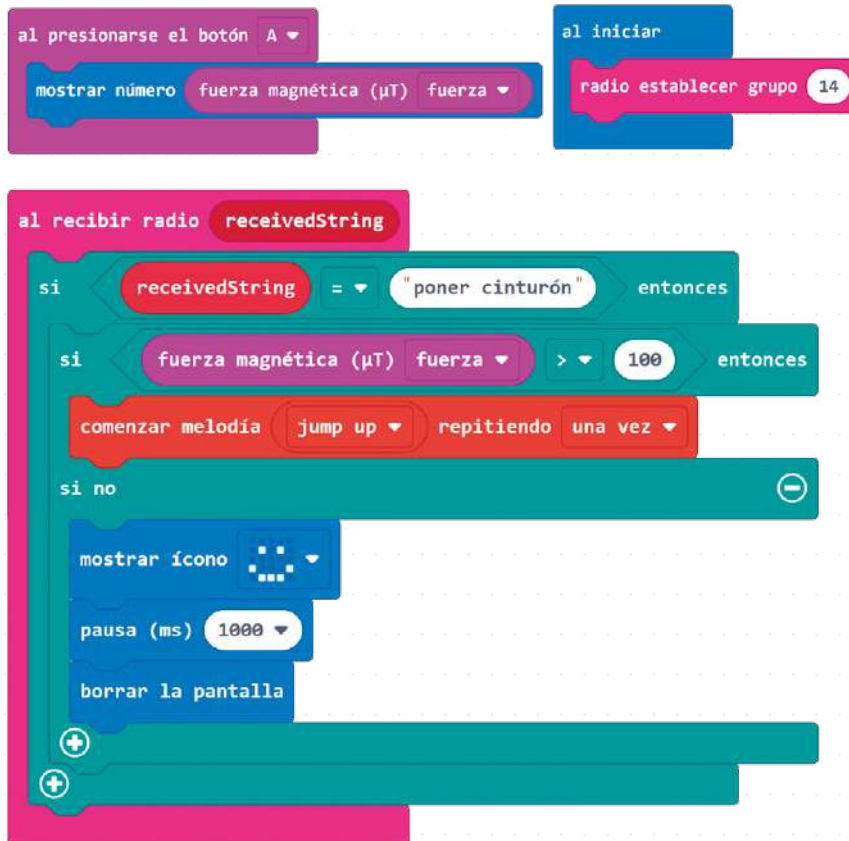 al presionarse el botón A
mostrar número fuerza magnética (µT) fuerza
al iniciar
radio establecer grupo 14
al recibir radio receivedString
si receivedString = "poner cinturón" entonces
si fuerza magnética (µT) fuerza > 100 entonces
comenzar melodía jump up repitiendo una vez
si no
mostrar ícono
pausa (ms) 1000
borrar la pantalla